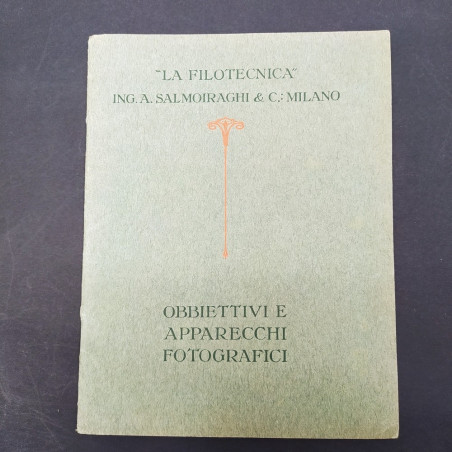 "LA FILOTECNICA"
ING. A. SALMOIRAGHI & C.; MILANO
OBBIETTIVI E
APPARECCHI
FOTOGRAFICI